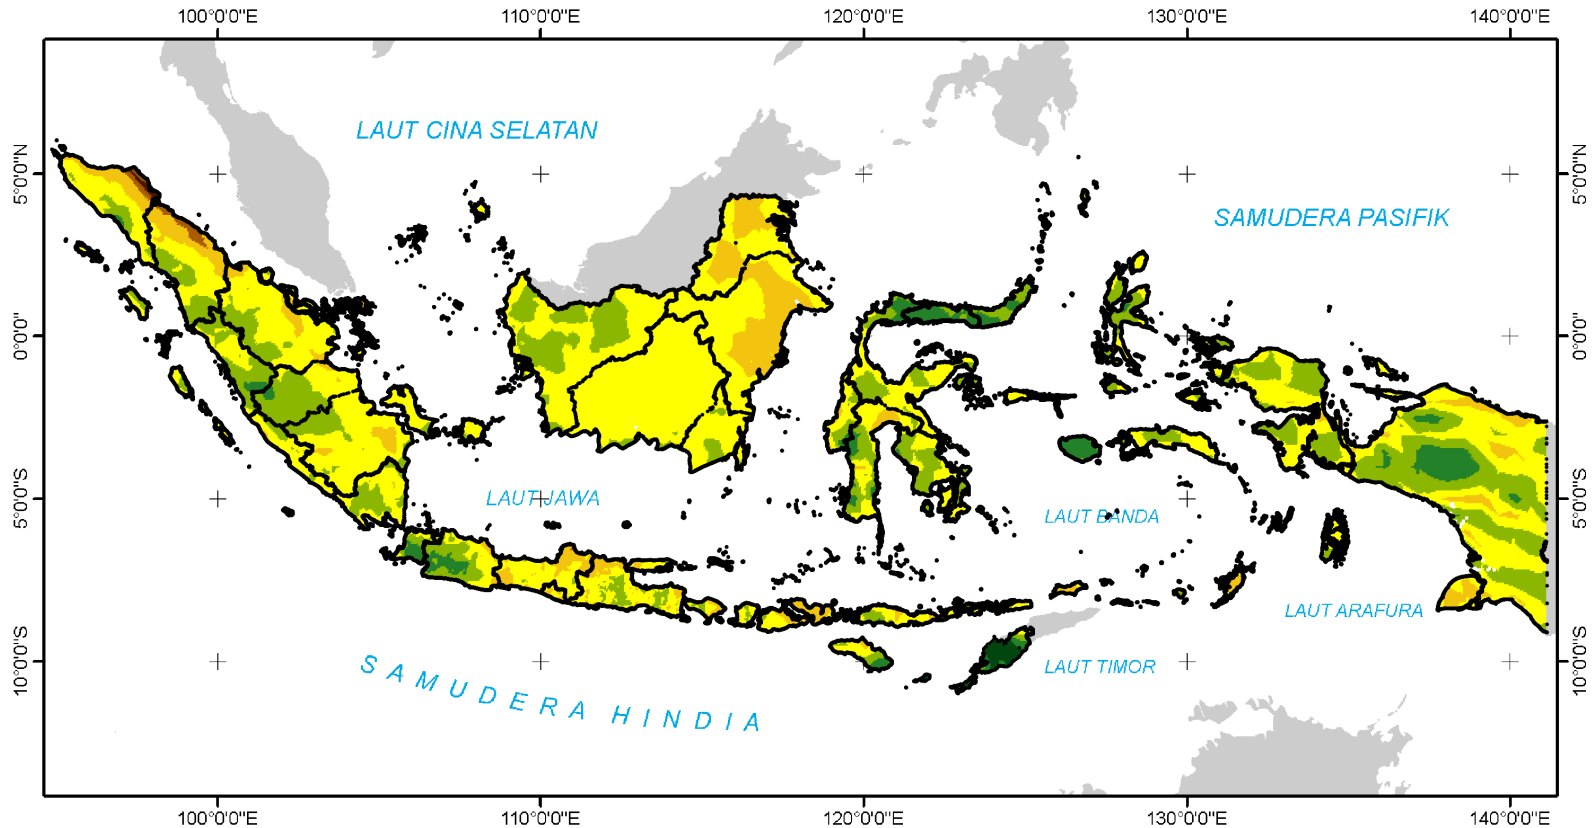 100°0'0"E 110°0'0"E 120°0'0"E 130°0'0"E 140°0'0"E
LAUT CINA SELATAN
5°0'0"N 5°0'0"N
SAMUDERA PASIFIK
0°0'0" 0°0'0"
LAUT JAWA
5°0'0"S 5°0'0"S
LAUT BANDA
LAUT ARAFURA
10°0'0"S 10°0'0"S
LAUT TIMOR
SAMUDERA HINDIA
100°0'0"E 110°0'0"E 120°0'0"E 130°0'0"E 140°0'0"E